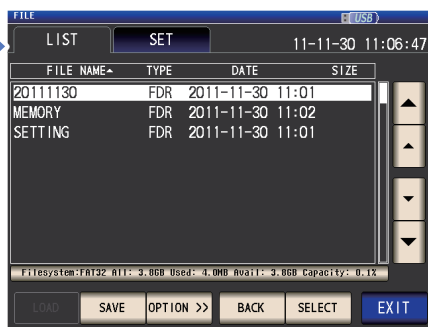 FILE
USB
LIST SET 11-11-30 11:06:47
FILE NAME▲ TYPE DATE SIZE
20111130 FDR 2011-11-30 11:01
MEMORY FDR 2011-11-30 11:02
SETTING FDR 2011-11-30 11:01
Filesystem:FAT32 All: 3.8GB Used: 4.0MB Avail: 3.8GB Capacity: 0.1%
LOAD SAVE OPTION >> BACK SELECT EXIT